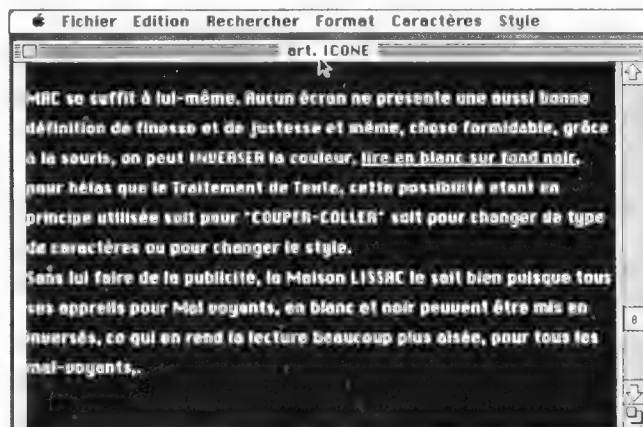 Fichier Edition Rechercher Format Caractères Style
art. ICONE
MAC se suffit à lui-même. Aucun écran ne presente une aussi bonne
définition de finesse et de justesse et même, chose formidable, grâce
à la souris, on peut INVERSER la couleur, lire en blanc sur fond noir,
pour hélas que le Traitement de Texte, cette possibilité etant en
principe utilisée soit pour "COUPER-COLLER" soit pour changer de type
de caractères ou pour changer le style.
Sans lui faire de la publicité, la Maison LISSAC le sait bien puisque tous
ses appreils pour Mal voyants, en blanc et noir peuvent être mis en
inversés, ce qui en rend la lecture beaucoup plus aisée, pour tous les
mal-voyants,.
8